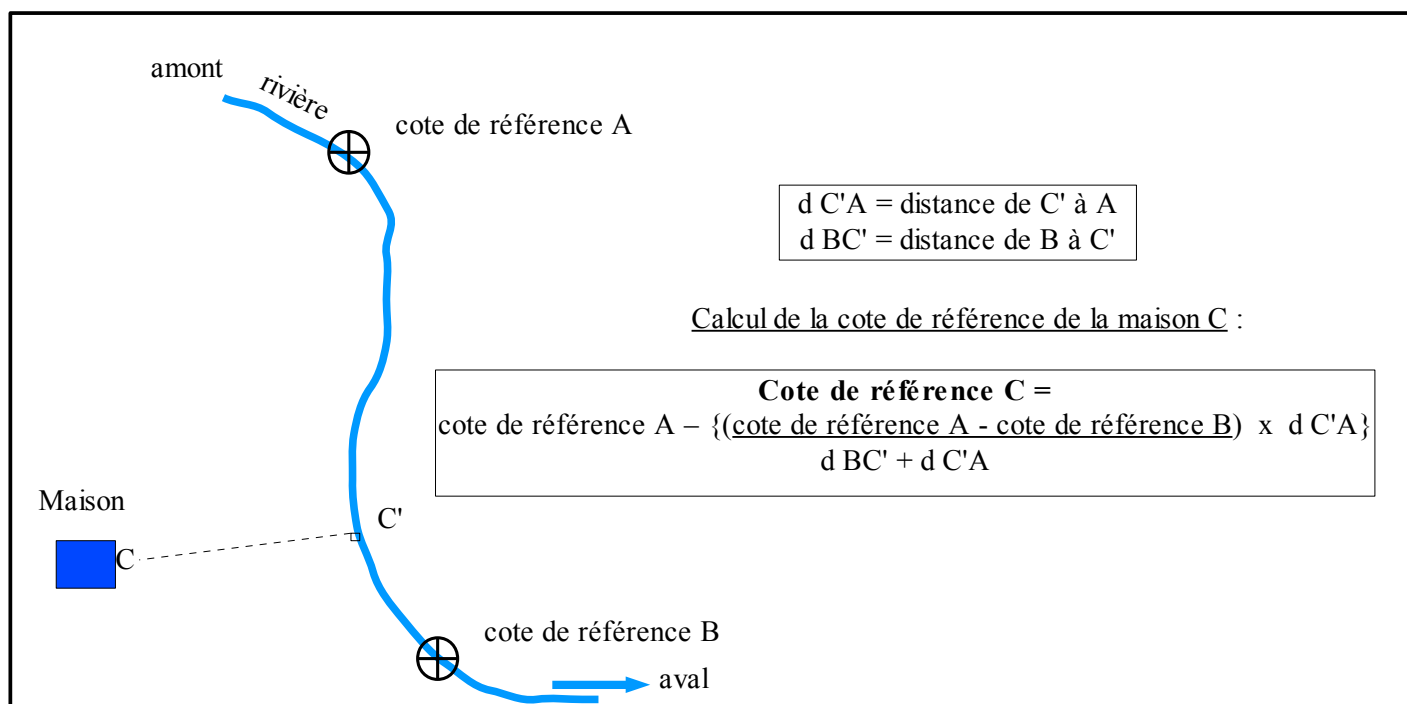 amont
rivière
cote de référence A
d C'A = distance de C' à A
d BC' = distance de B à C'
Calcul de la cote de référence de la maison C :
Cote de référence C =
cote de référence A – {(cote de référence A - cote de référence B) x d C'A}
d BC' + d C'A
Maison
C'
C
cote de référence B
aval